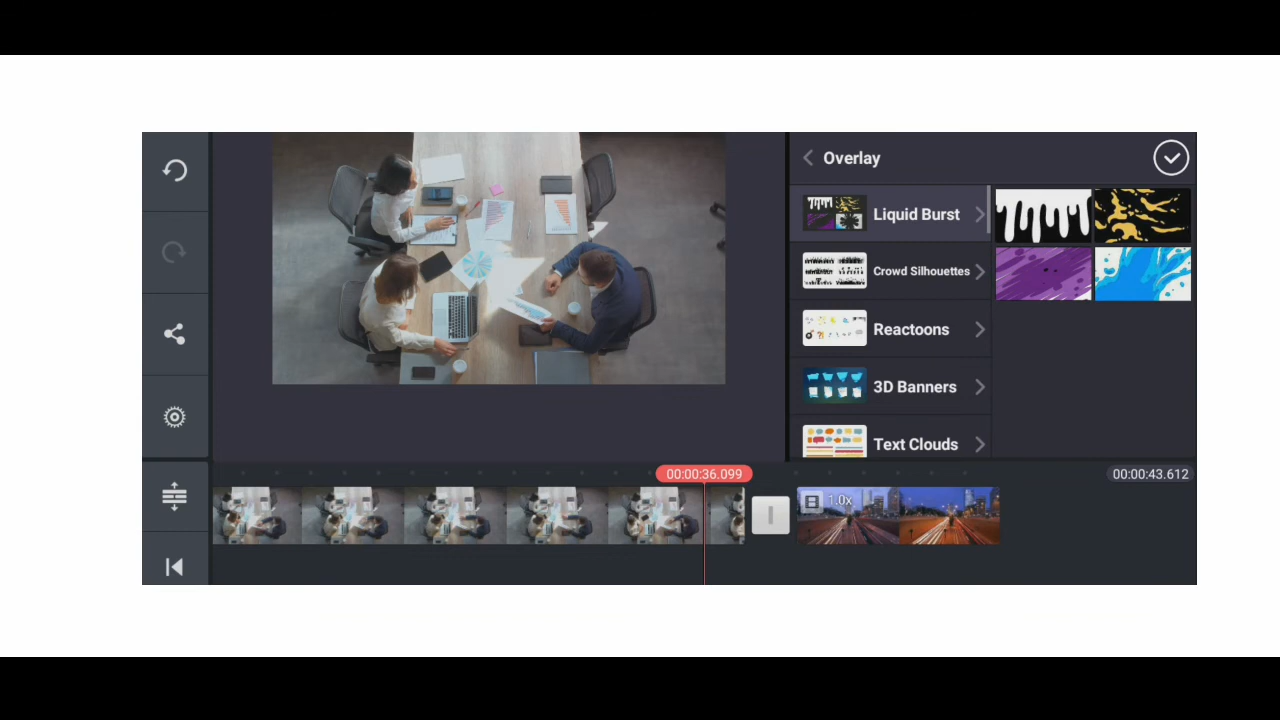 Overlay
Liquid Burst
Crowd Silhouettes
Reactoons
3D Banners
Text Clouds
00:00:36.099
00:00:43.612
1.0x